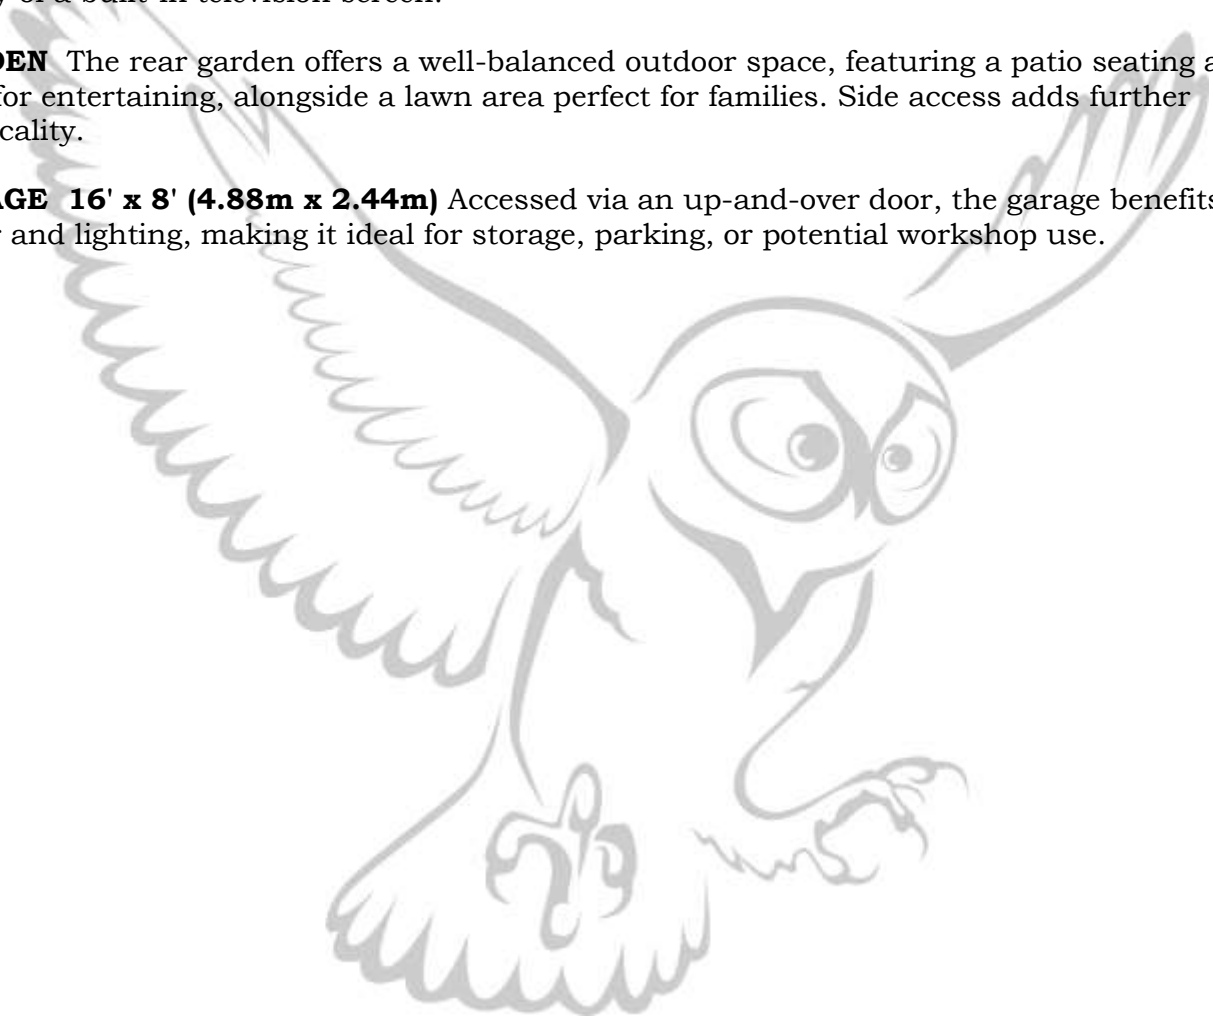 of a built-in television screen.
DEN The rear garden offers a well-balanced outdoor space, featuring a patio seating a
for entertaining, alongside a lawn area perfect for families. Side access adds further
cality.
AGE 16' x 8' (4.88m x 2.44m) Accessed via an up-and-over door, the garage benefits
and lighting, making it ideal for storage, parking, or potential workshop use.